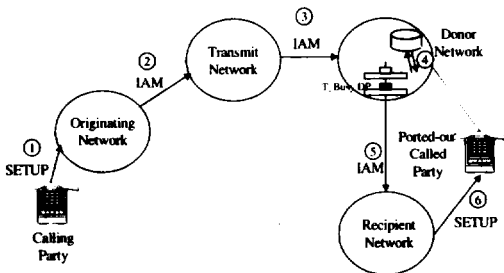 ③
IAM
Donor
Network
②
IAM
Transmit
Network
④
T, Busy, DP
Originating
Network
①
SETUP
⑤
IAM
Ported-out
Called
Party
⑥
SETUP
Calling
Party
Recipient
Network